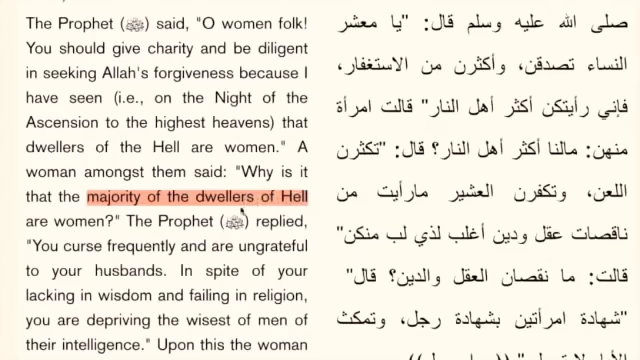 The Prophet (ﷺ) said, "O women folk!
You should give charity and be diligent
in seeking Allah's forgiveness because I
have seen (i.e., on the Night of the
Ascension to the highest heavens) that
dwellers of the Hell are women." A
woman amongst them said: "Why is it
that the majority of the dwellers of Hell
are women?" The Prophet (ﷺ) replied,
"You curse frequently and are ungrateful
to your husbands. In spite of your
lacking in wisdom and failing in religion,
you are depriving the wisest of men of
their intelligence." Upon this the woman
صلى الله عليه وسلم قال: "يا معشر
النساء تصدقن، وأكثرن من الاستغفار،
فإني رأيتكن أكثر أهل النار" قالت امرأة
منهن: مالنا أكثر أهل النار؟ قال: "تكثرن
اللعن، وتكفرن العشير مارأيت من
ناقصات عقل ودين أغلب لذي لب منكن"
قالت: ما نقصان العقل والدين؟ قال"
"شهادة امرأتين بشهادة رجل، وتمكث